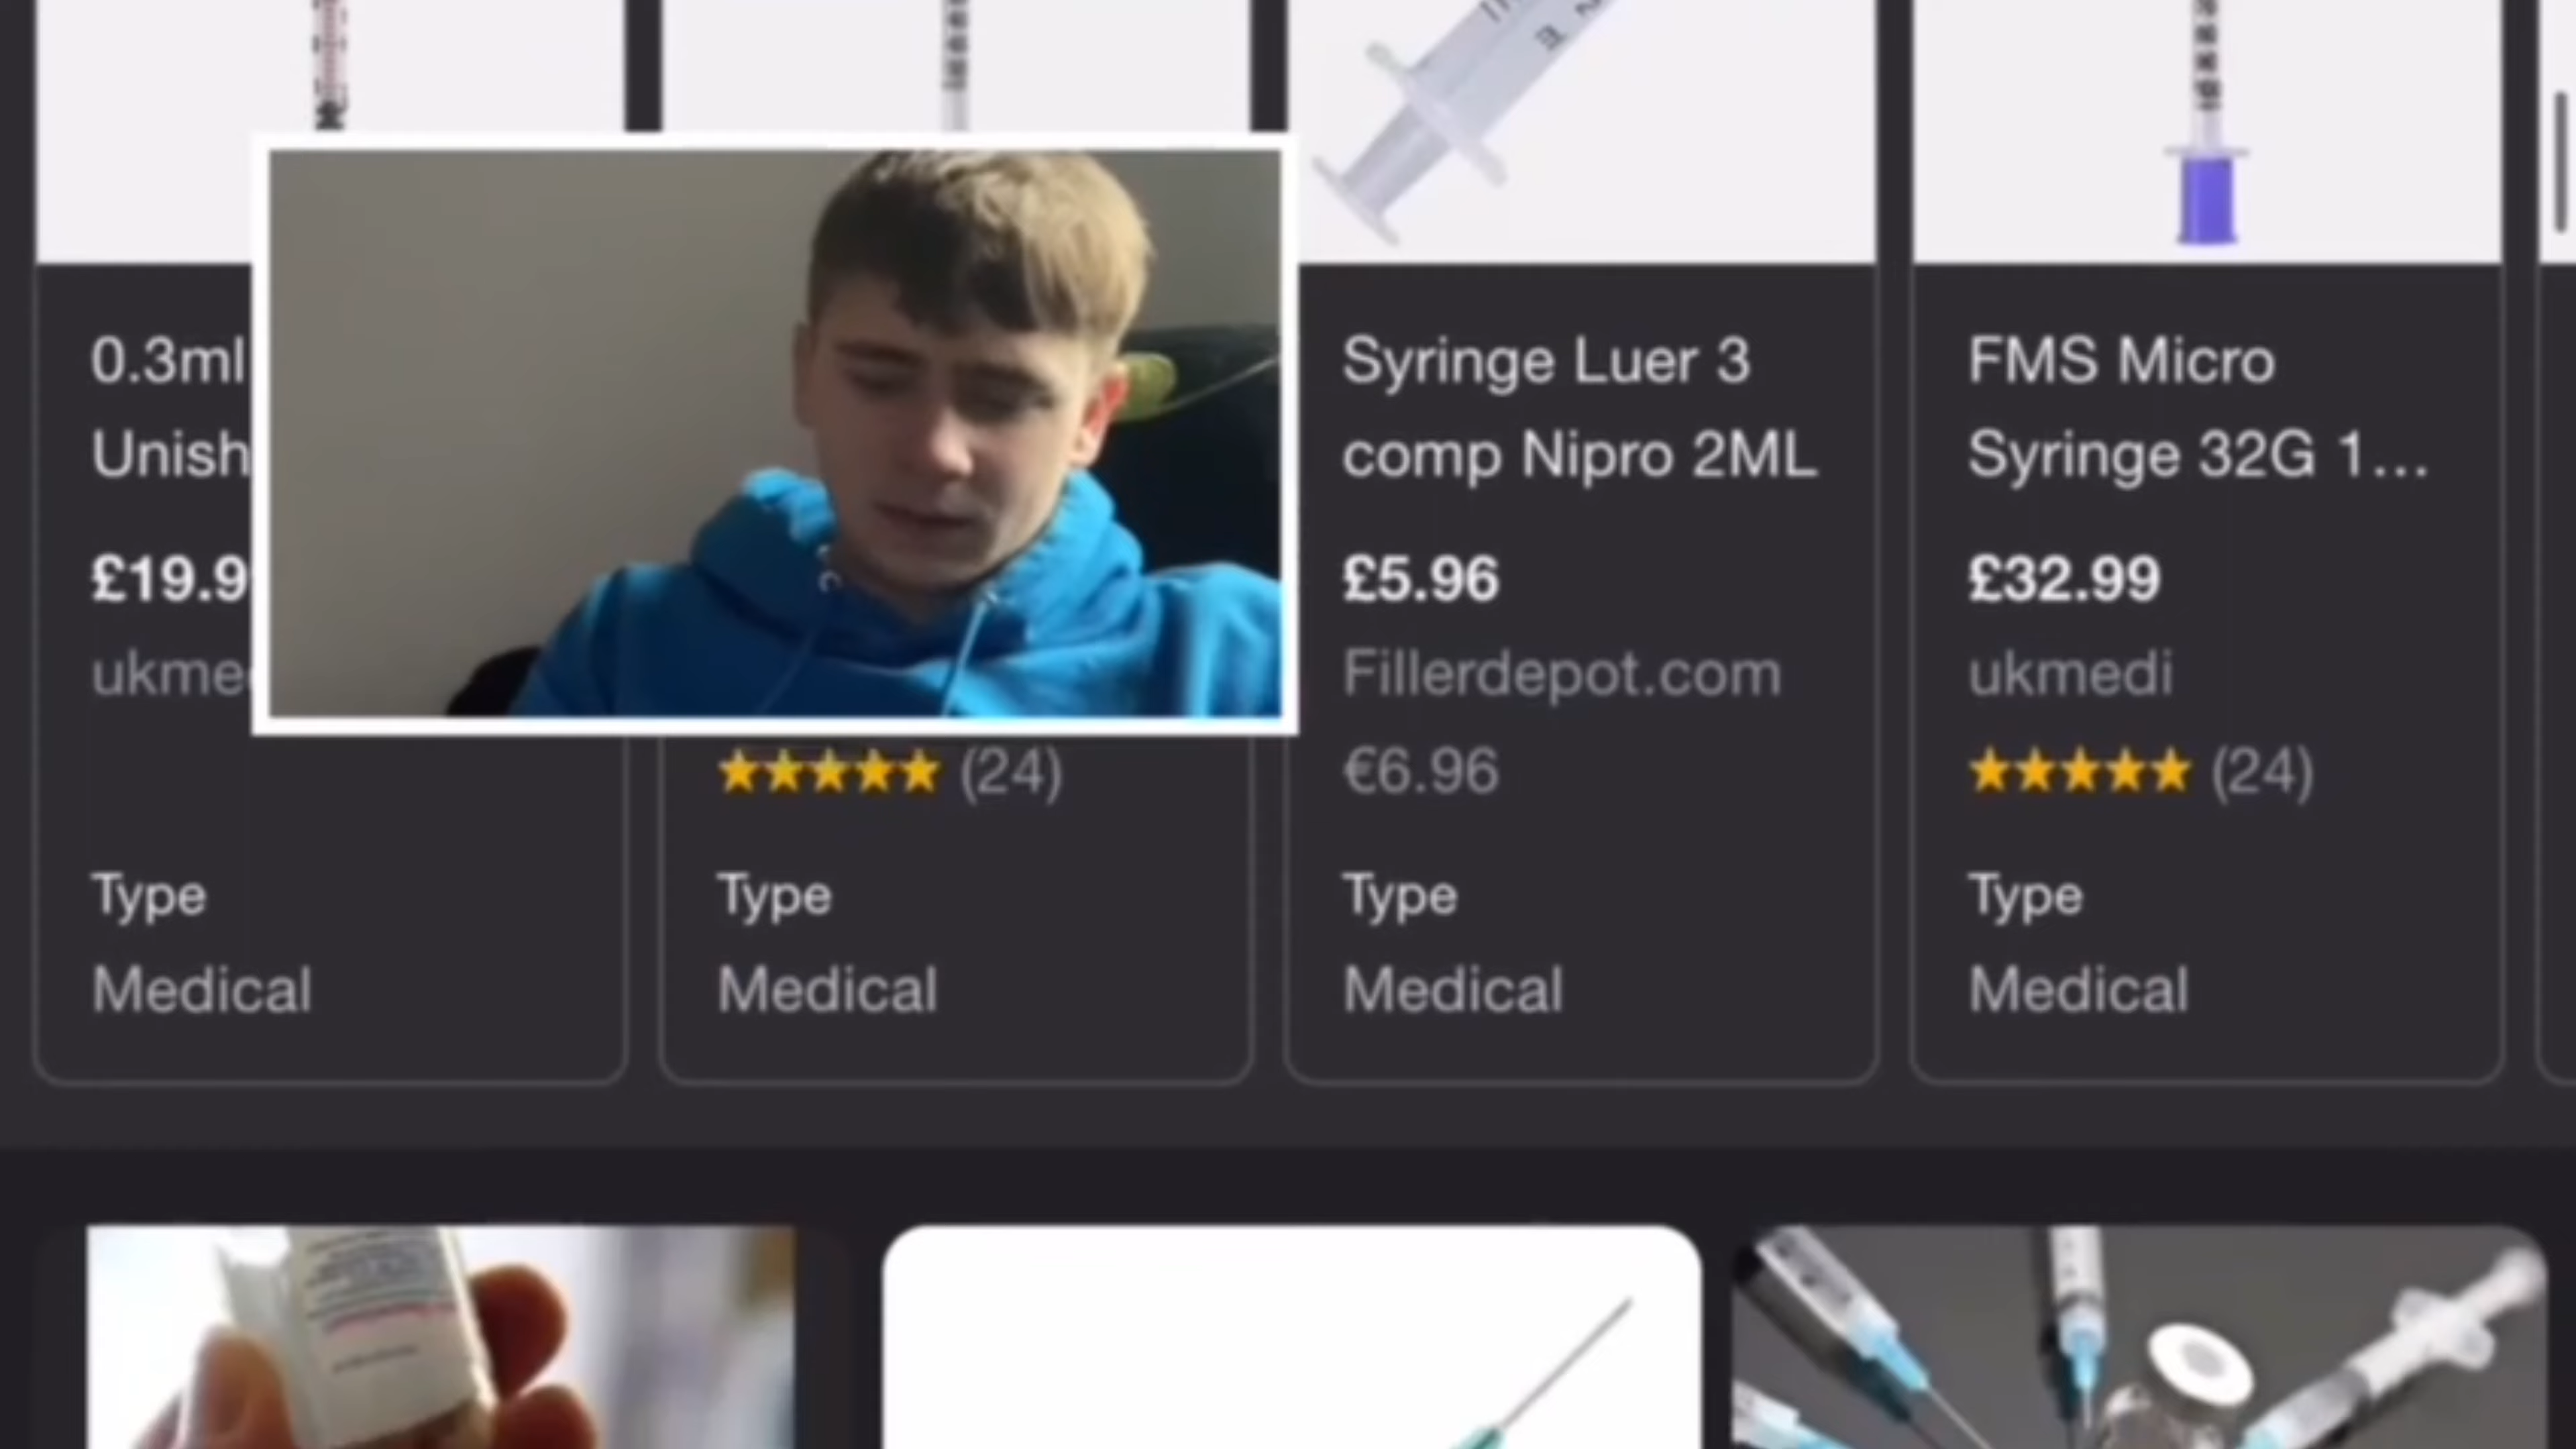 0.3ml
Unish
£19.9
ukme
Type
Medical
★★★★★ (24)
Type
Medical
Syringe Luer 3
comp Nipro 2ML
£5.96
Fillerdepot.com
€6.96
Type
Medical
FMS Micro
Syringe 32G 1...
£32.99
ukmedi
★★★★★ (24)
Type
Medical